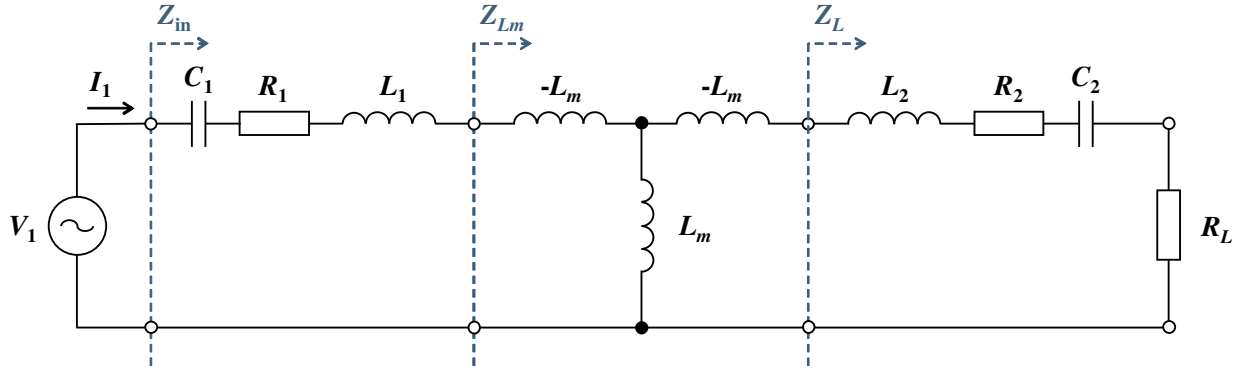 Z_in Z_Lm Z_L
I_1 C_1 R_1 L_1 -L_m -L_m L_2 R_2 C_2
V_1 L_m R_L